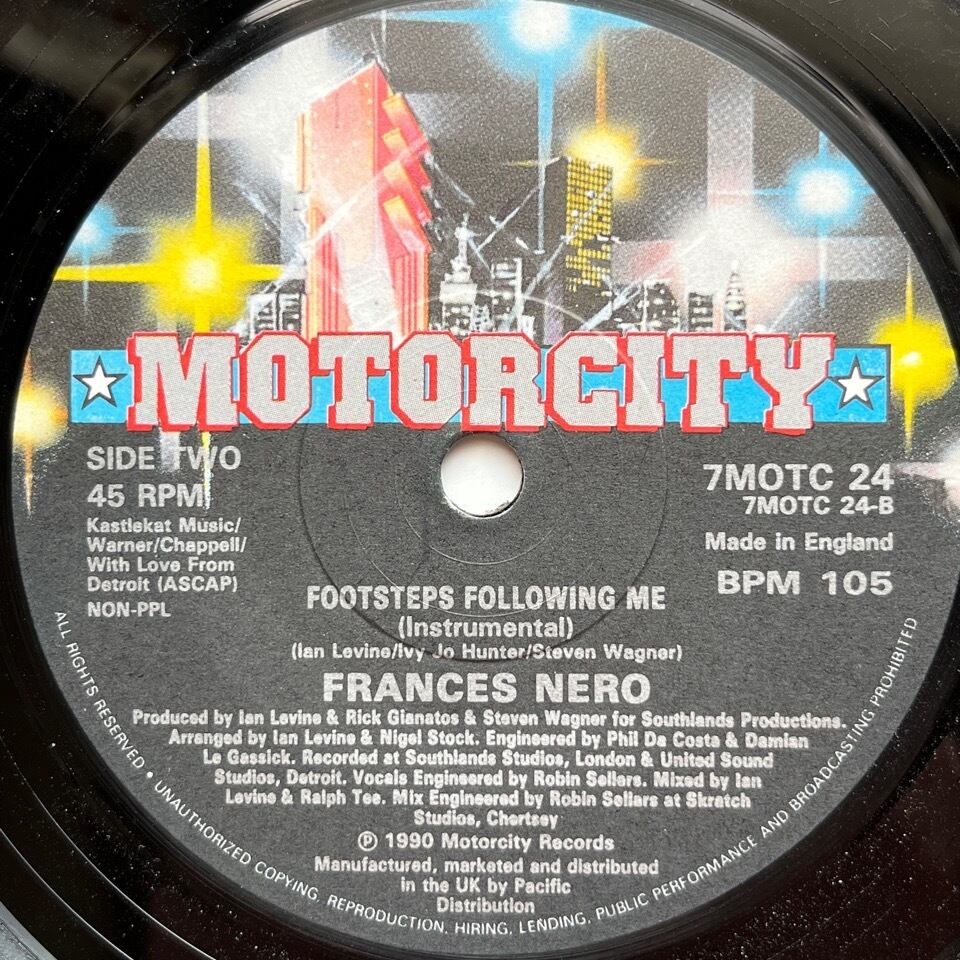 MOTORCITY
SIDE TWO
45 RPM
Kastlekat Music/
Warner/Chappell/
With Love From
Detroit (ASCAP)
NON-PPL
7MOTC 24
7MOTC 24-B
Made in England
BPM 105
FOOTSTEPS FOLLOWING ME
(Instrumental)
(Ian Levine/Ivy Jo Hunter/Steven Wagner)
FRANCES NERO
Produced by Ian Levine & Rick Gianatos & Steven Wagner for Southlands Productions.
Arranged by Ian Levine & Nigel Stock. Engineered by Phil Da Costa & Damian
Le Gassick. Recorded at Southlands Studios, London & United Sound
Studios, Detroit. Vocals Engineered by Robin Sellers. Mixed by Ian
Levine & Ralph Tee. Mix Engineered by Robin Sellars at Skratch
Studios, Chertsey
℗ 1990 Motorcity Records
Manufactured, marketed and distributed
in the UK by Pacific
Distribution
ALL RIGHTS RESERVED • UNAUTHORIZED COPYING, REPRODUCTION, HIRING, LENDING, PUBLIC PERFORMANCE AND BROADCASTING PROHIBITED